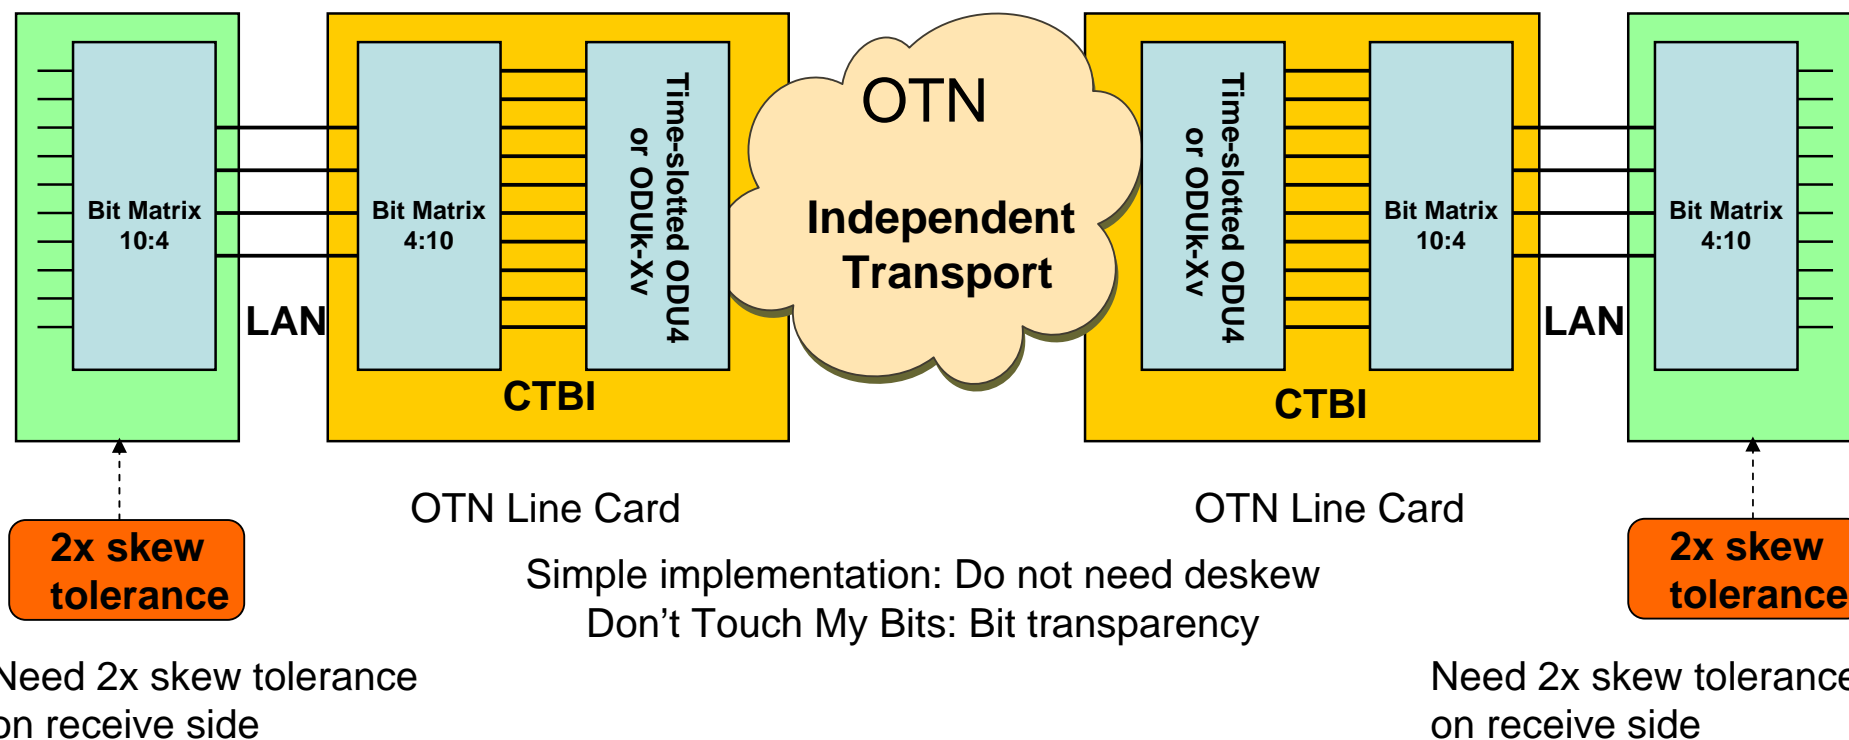 Bit Matrix
10:4
LAN
Bit Matrix
4:10
Time-slotted ODU4
or ODUk-Xv
CTBI
OTN
Independent
Transport
Time-slotted ODU4
or ODUk-Xv
Bit Matrix
10:4
CTBI
LAN
Bit Matrix
4:10
OTN Line Card
OTN Line Card
2x skew
tolerance
Simple implementation: Do not need deskew
Don’t Touch My Bits: Bit transparency
2x skew
tolerance
Need 2x skew tolerance
on receive side
Need 2x skew tolerance
on receive side